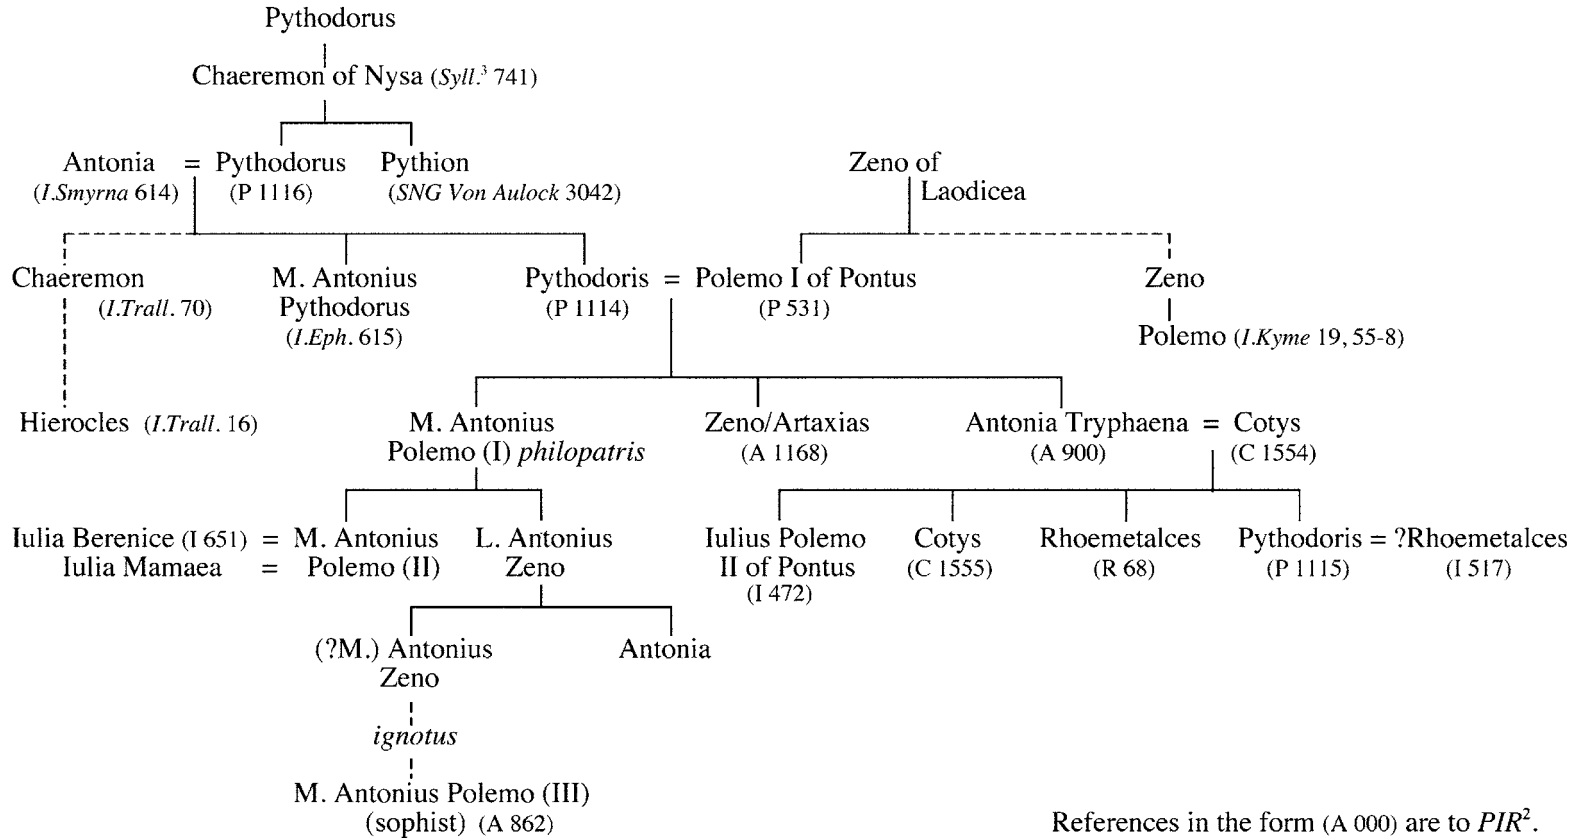 Pythodorus
Chaeremon of Nysa (Syll.³ 741)
Antonia = Pythodorus Pythion Zeno of
(I.Smyrna 614) (P 1116) (SNG Von Aulock 3042) Laodicea
Chaeremon M. Antonius Pythodoris = Polemo I of Pontus Zeno
(I.Trall. 70) Pythodorus (P 1114) (P 531)
(I.Eph. 615) Polemo (I.Kyme 19, 55-8)
Hierocles (I.Trall. 16) M. Antonius Zeno/Artaxias Antonia Tryphaena = Cotys
Polemo (I) philopatris (A 1168) (A 900) (C 1554)
Iulia Berenice (I 651) = M. Antonius L. Antonius Iulius Polemo Cotys Rhoemetalces Pythodoris = ?Rhoemetalces
Iulia Mamaea = Polemo (II) Zeno II of Pontus (C 1555) (R 68) (P 1115) (I 517)
(I 472)
(?M.) Antonius Antonia
Zeno
ignotus
M. Antonius Polemo (III)
(sophist) (A 862) References in the form (A 000) are to PIR².